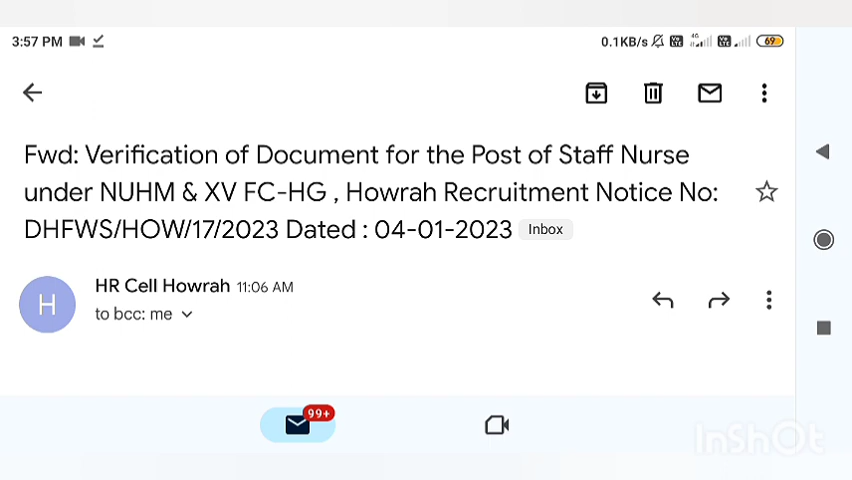 3:57 PM
0.1KB/s 4G 69
Fwd: Verification of Document for the Post of Staff Nurse
under NUHM & XV FC-HG , Howrah Recruitment Notice No:
DHFWS/HOW/17/2023 Dated : 04-01-2023 Inbox
H
HR Cell Howrah 11:06 AM
to bcc: me
99+
InShOt